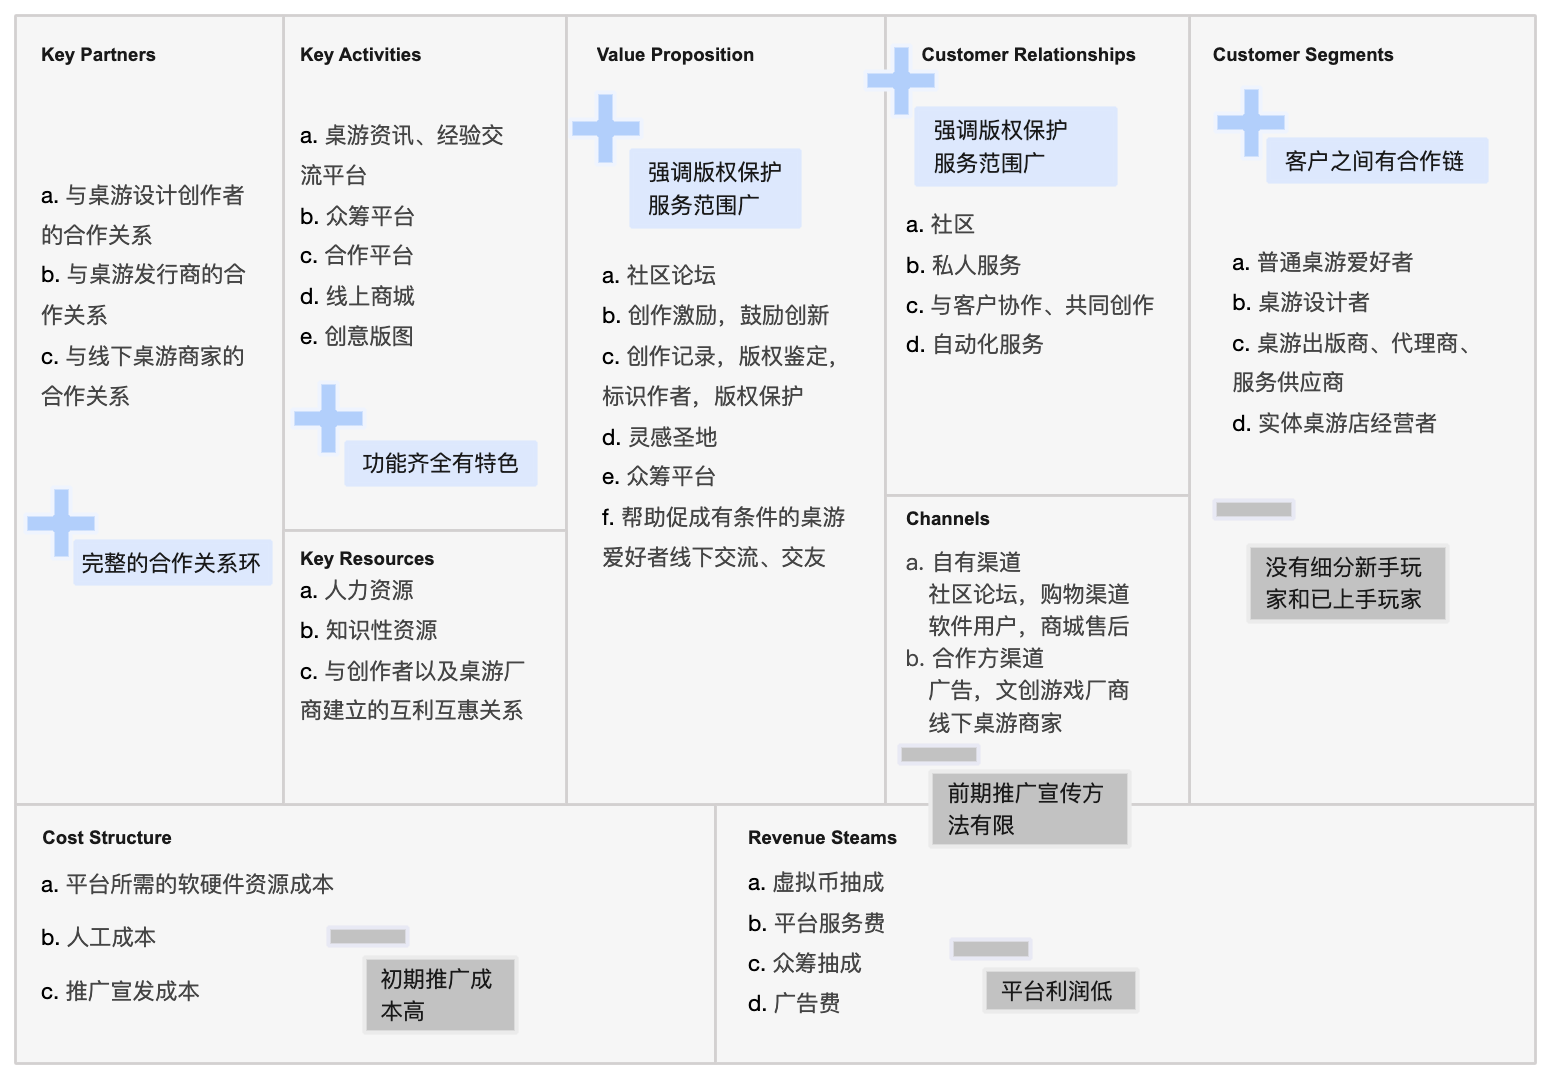 Key Partners
a. 与桌游设计创作者
的合作关系
b. 与桌游发行商的合
作关系
c. 与线下桌游商家的
合作关系
完整的合作关系环
Key Activities
a. 桌游资讯、经验交
流平台
b. 众筹平台
c. 合作平台
d. 线上商城
e. 创意版图
功能齐全有特色
Key Resources
a. 人力资源
b. 知识性资源
c. 与创作者以及桌游厂
商建立的互利互惠关系
Value Proposition
强调版权保护
服务范围广
a. 社区论坛
b. 创作激励，鼓励创新
c. 创作记录，版权鉴定，
标识作者，版权保护
d. 灵感圣地
e. 众筹平台
f. 帮助促成有条件的桌游
爱好者线下交流、交友
Customer Relationships
强调版权保护
服务范围广
a. 社区
b. 私人服务
c. 与客户协作、共同创作
d. 自动化服务
Channels
a. 自有渠道
社区论坛，购物渠道
软件用户，商城售后
b. 合作方渠道
广告，文创游戏厂商
线下桌游商家
前期推广宣传方
法有限
Customer Segments
客户之间有合作链
a. 普通桌游爱好者
b. 桌游设计者
c. 桌游出版商、代理商、
服务供应商
d. 实体桌游店经营者
没有细分新手玩
家和已上手玩家
Cost Structure
a. 平台所需的软硬件资源成本
b. 人工成本
c. 推广宣发成本
初期推广成
本高
Revenue Steams
a. 虚拟币抽成
b. 平台服务费
c. 众筹抽成
d. 广告费
平台利润低